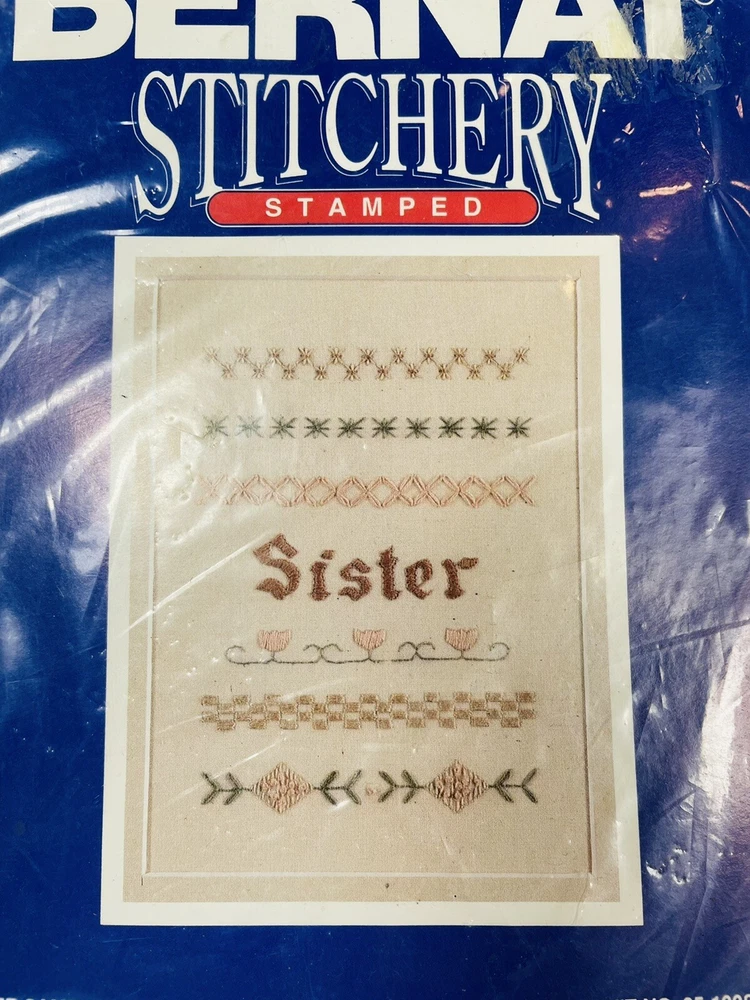 BERNAT
STITCHERY
STAMPED
Sister